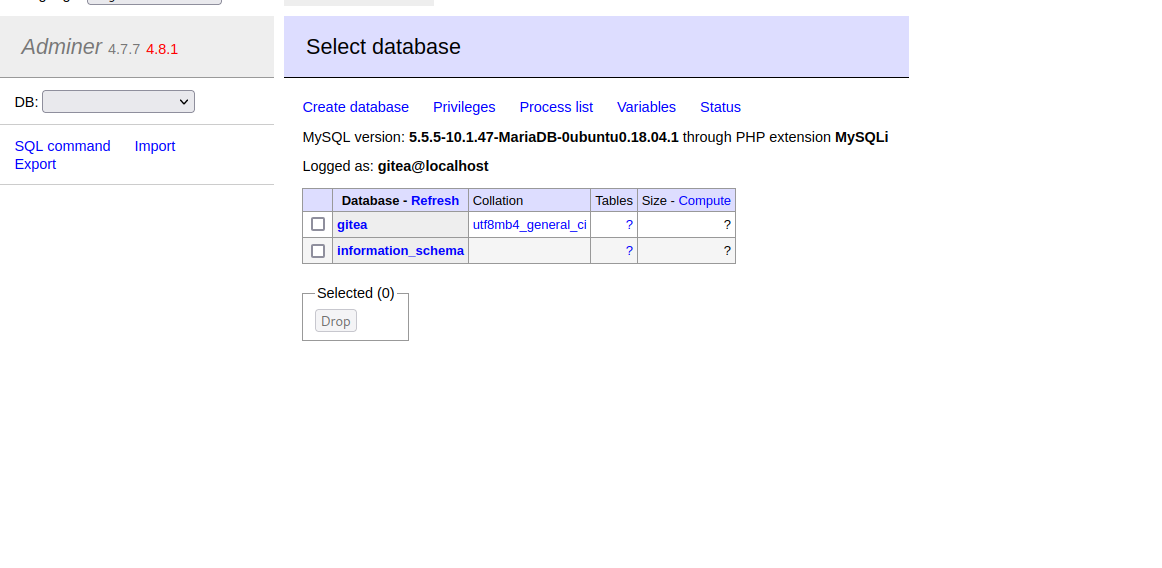 Adminer 4.7.7 4.8.1
DB:
SQL command Import
Export
Select database
Create database Privileges Process list Variables Status
MySQL version: 5.5.5-10.1.47-MariaDB-0ubuntu0.18.04.1 through PHP extension MySQLi
Logged as: gitea@localhost
Database - Refresh Collation Tables Size - Compute
gitea utf8mb4_general_ci ? ?
information_schema ? ?
Selected (0)
Drop